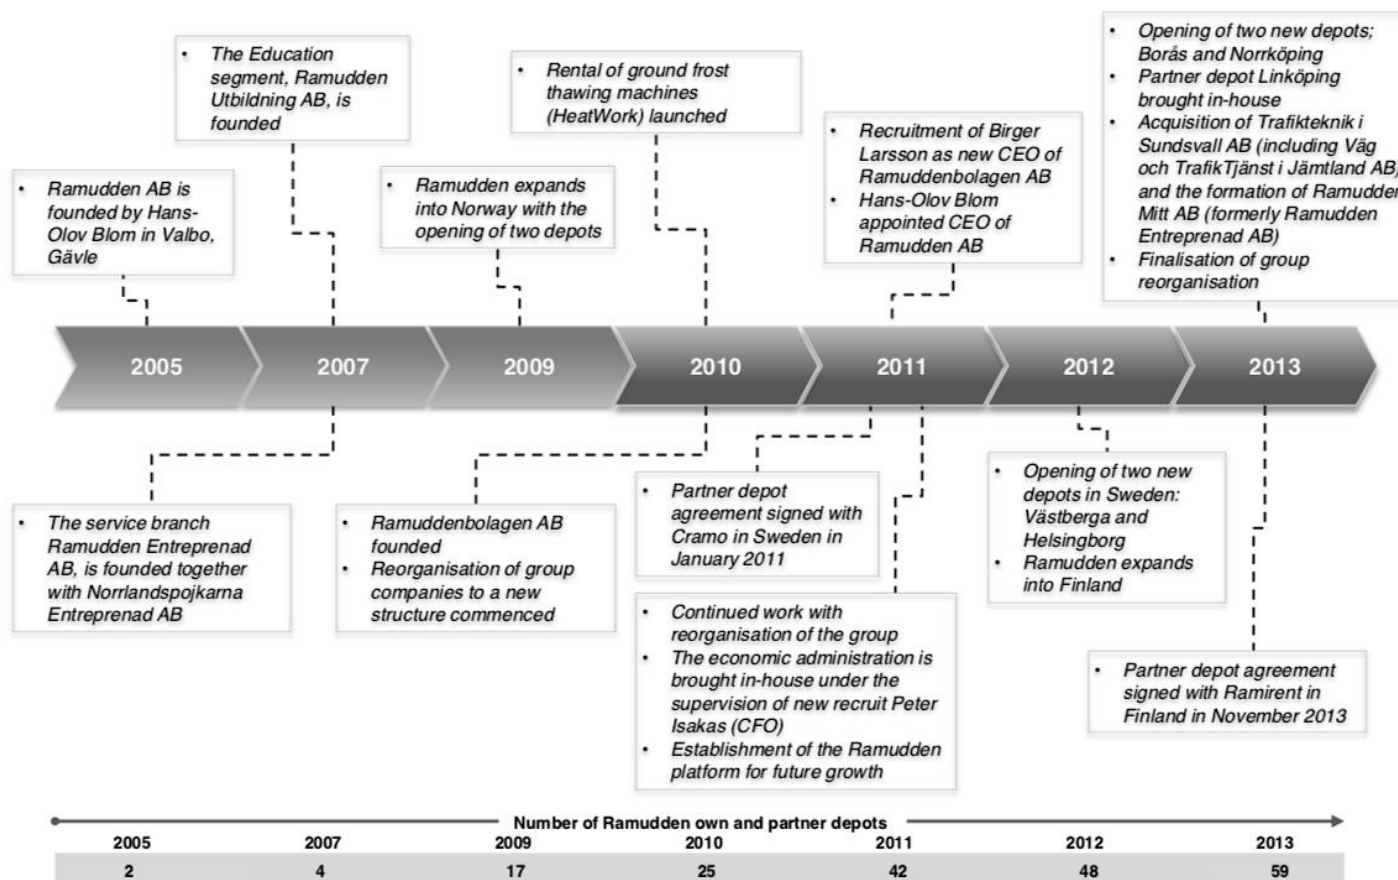 • The Education
segment, Ramudden
Utbildning AB, is
founded
• Rental of ground frost
thawing machines
(HeatWork) launched
• Opening of two new depots;
Borås and Norrköping
• Partner depot Linköping
brought in-house
• Acquisition of Trafikteknik i
Sundsvall AB (including Väg
och TrafikTjänst i Jämtland AB)
and the formation of Ramudden
Mitt AB (formerly Ramudden
Entreprenad AB)
• Finalisation of group
reorganisation
• Ramudden AB is
founded by Hans-
Olov Blom in Valbo,
Gävle
• Ramudden expands
into Norway with the
opening of two depots
• Recruitment of Birger
Larsson as new CEO of
Ramuddenbolagen AB
• Hans-Olov Blom
appointed CEO of
Ramudden AB
2005
2007
2009
2010
2011
2012
2013
• The service branch
Ramudden Entreprenad
AB, is founded together
with Norrlandspojkarna
Entreprenad AB
• Ramuddenbolagen AB
founded
• Reorganisation of group
companies to a new
structure commenced
• Partner depot
agreement signed with
Cramo in Sweden in
January 2011
• Continued work with
reorganisation of the group
• The economic administration is
brought in-house under the
supervision of new recruit Peter
Isakas (CFO)
• Establishment of the Ramudden
platform for future growth
• Opening of two new
depots in Sweden:
Västberga and
Helsingborg
• Ramudden expands
into Finland
• Partner depot agreement
signed with Ramirent in
Finland in November 2013
Number of Ramudden own and partner depots
2005 2007 2009 2010 2011 2012 2013
2 4 17 25 42 48 59